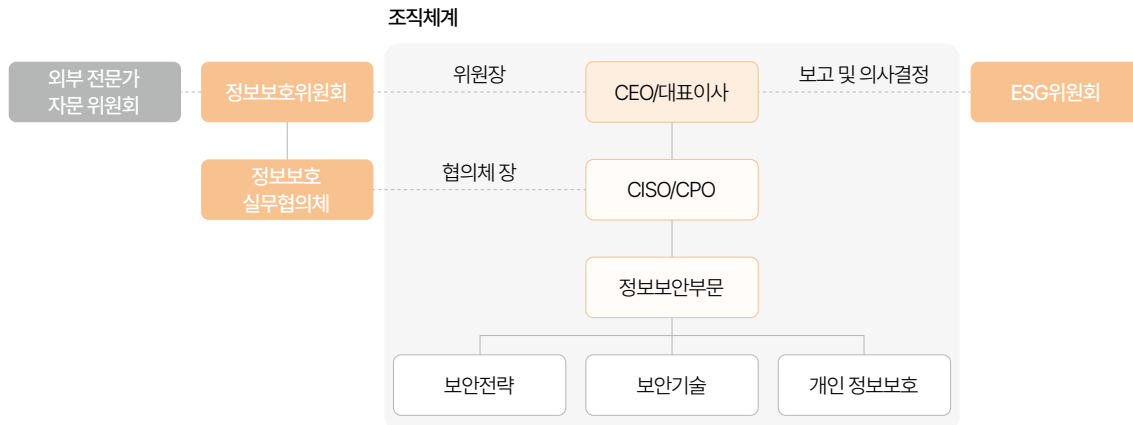 조직체계
외부 전문가
자문 위원회
정보보호위원회
위원장
CEO/대표이사
보고 및 의사결정
ESG위원회
정보보호
실무협의체
협의체 장
CISO/CPO
정보보안부문
보안전략
보안기술
개인 정보보호